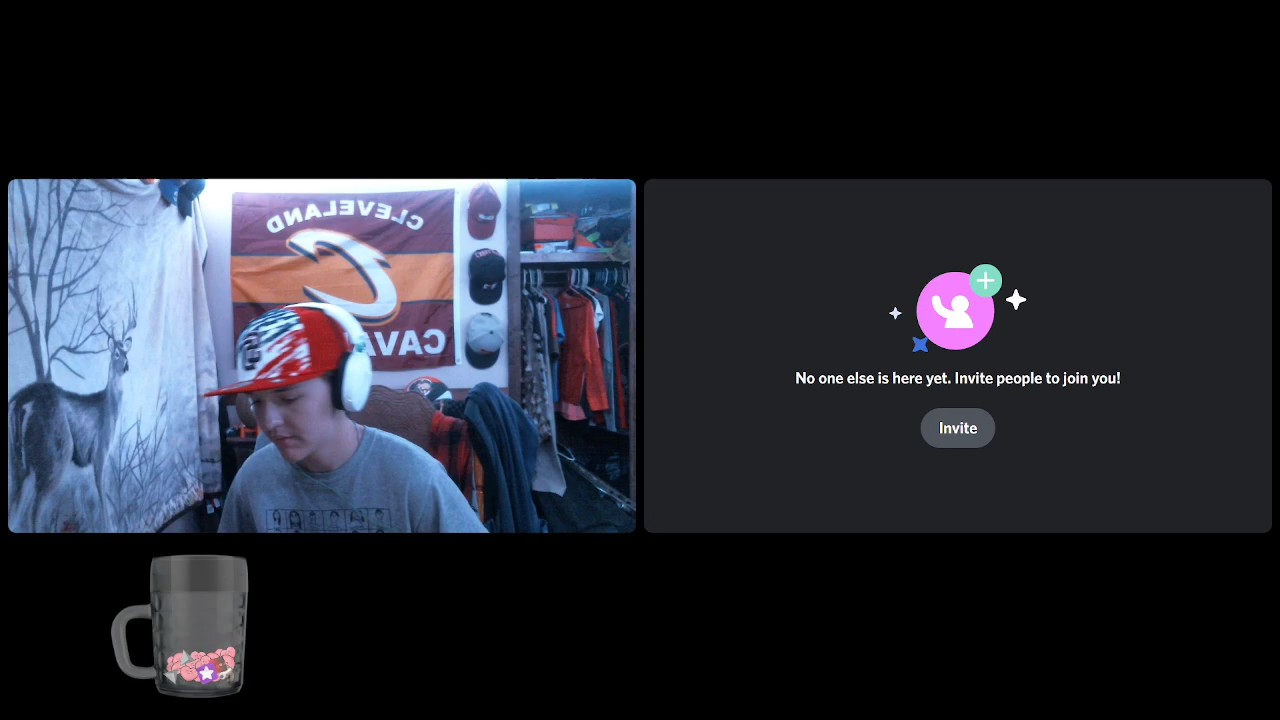 CLEVELAND
CAVA
No one else is here yet. Invite people to join you!
Invite